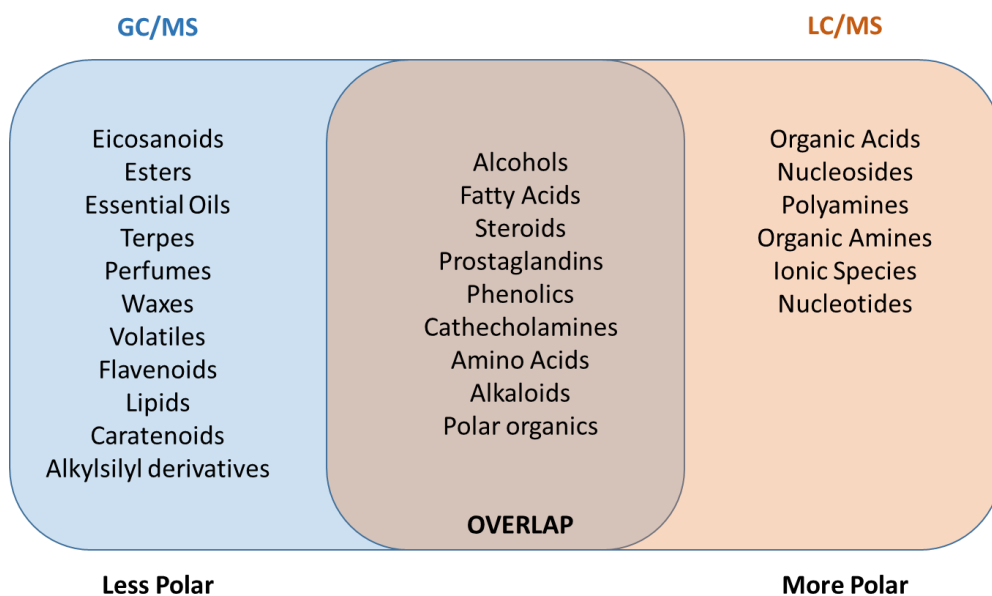 GC/MS
LC/MS
Eicosanoids
Esters
Essential Oils
Terpes
Perfumes
Waxes
Volatiles
Flavenoids
Lipids
Caratenoids
Alkylsilyl derivatives
Alcohols
Fatty Acids
Steroids
Prostaglandins
Phenolics
Cathecholamines
Amino Acids
Alkaloids
Polar organics
OVERLAP
Organic Acids
Nucleosides
Polyamines
Organic Amines
Ionic Species
Nucleotides
Less Polar
More Polar